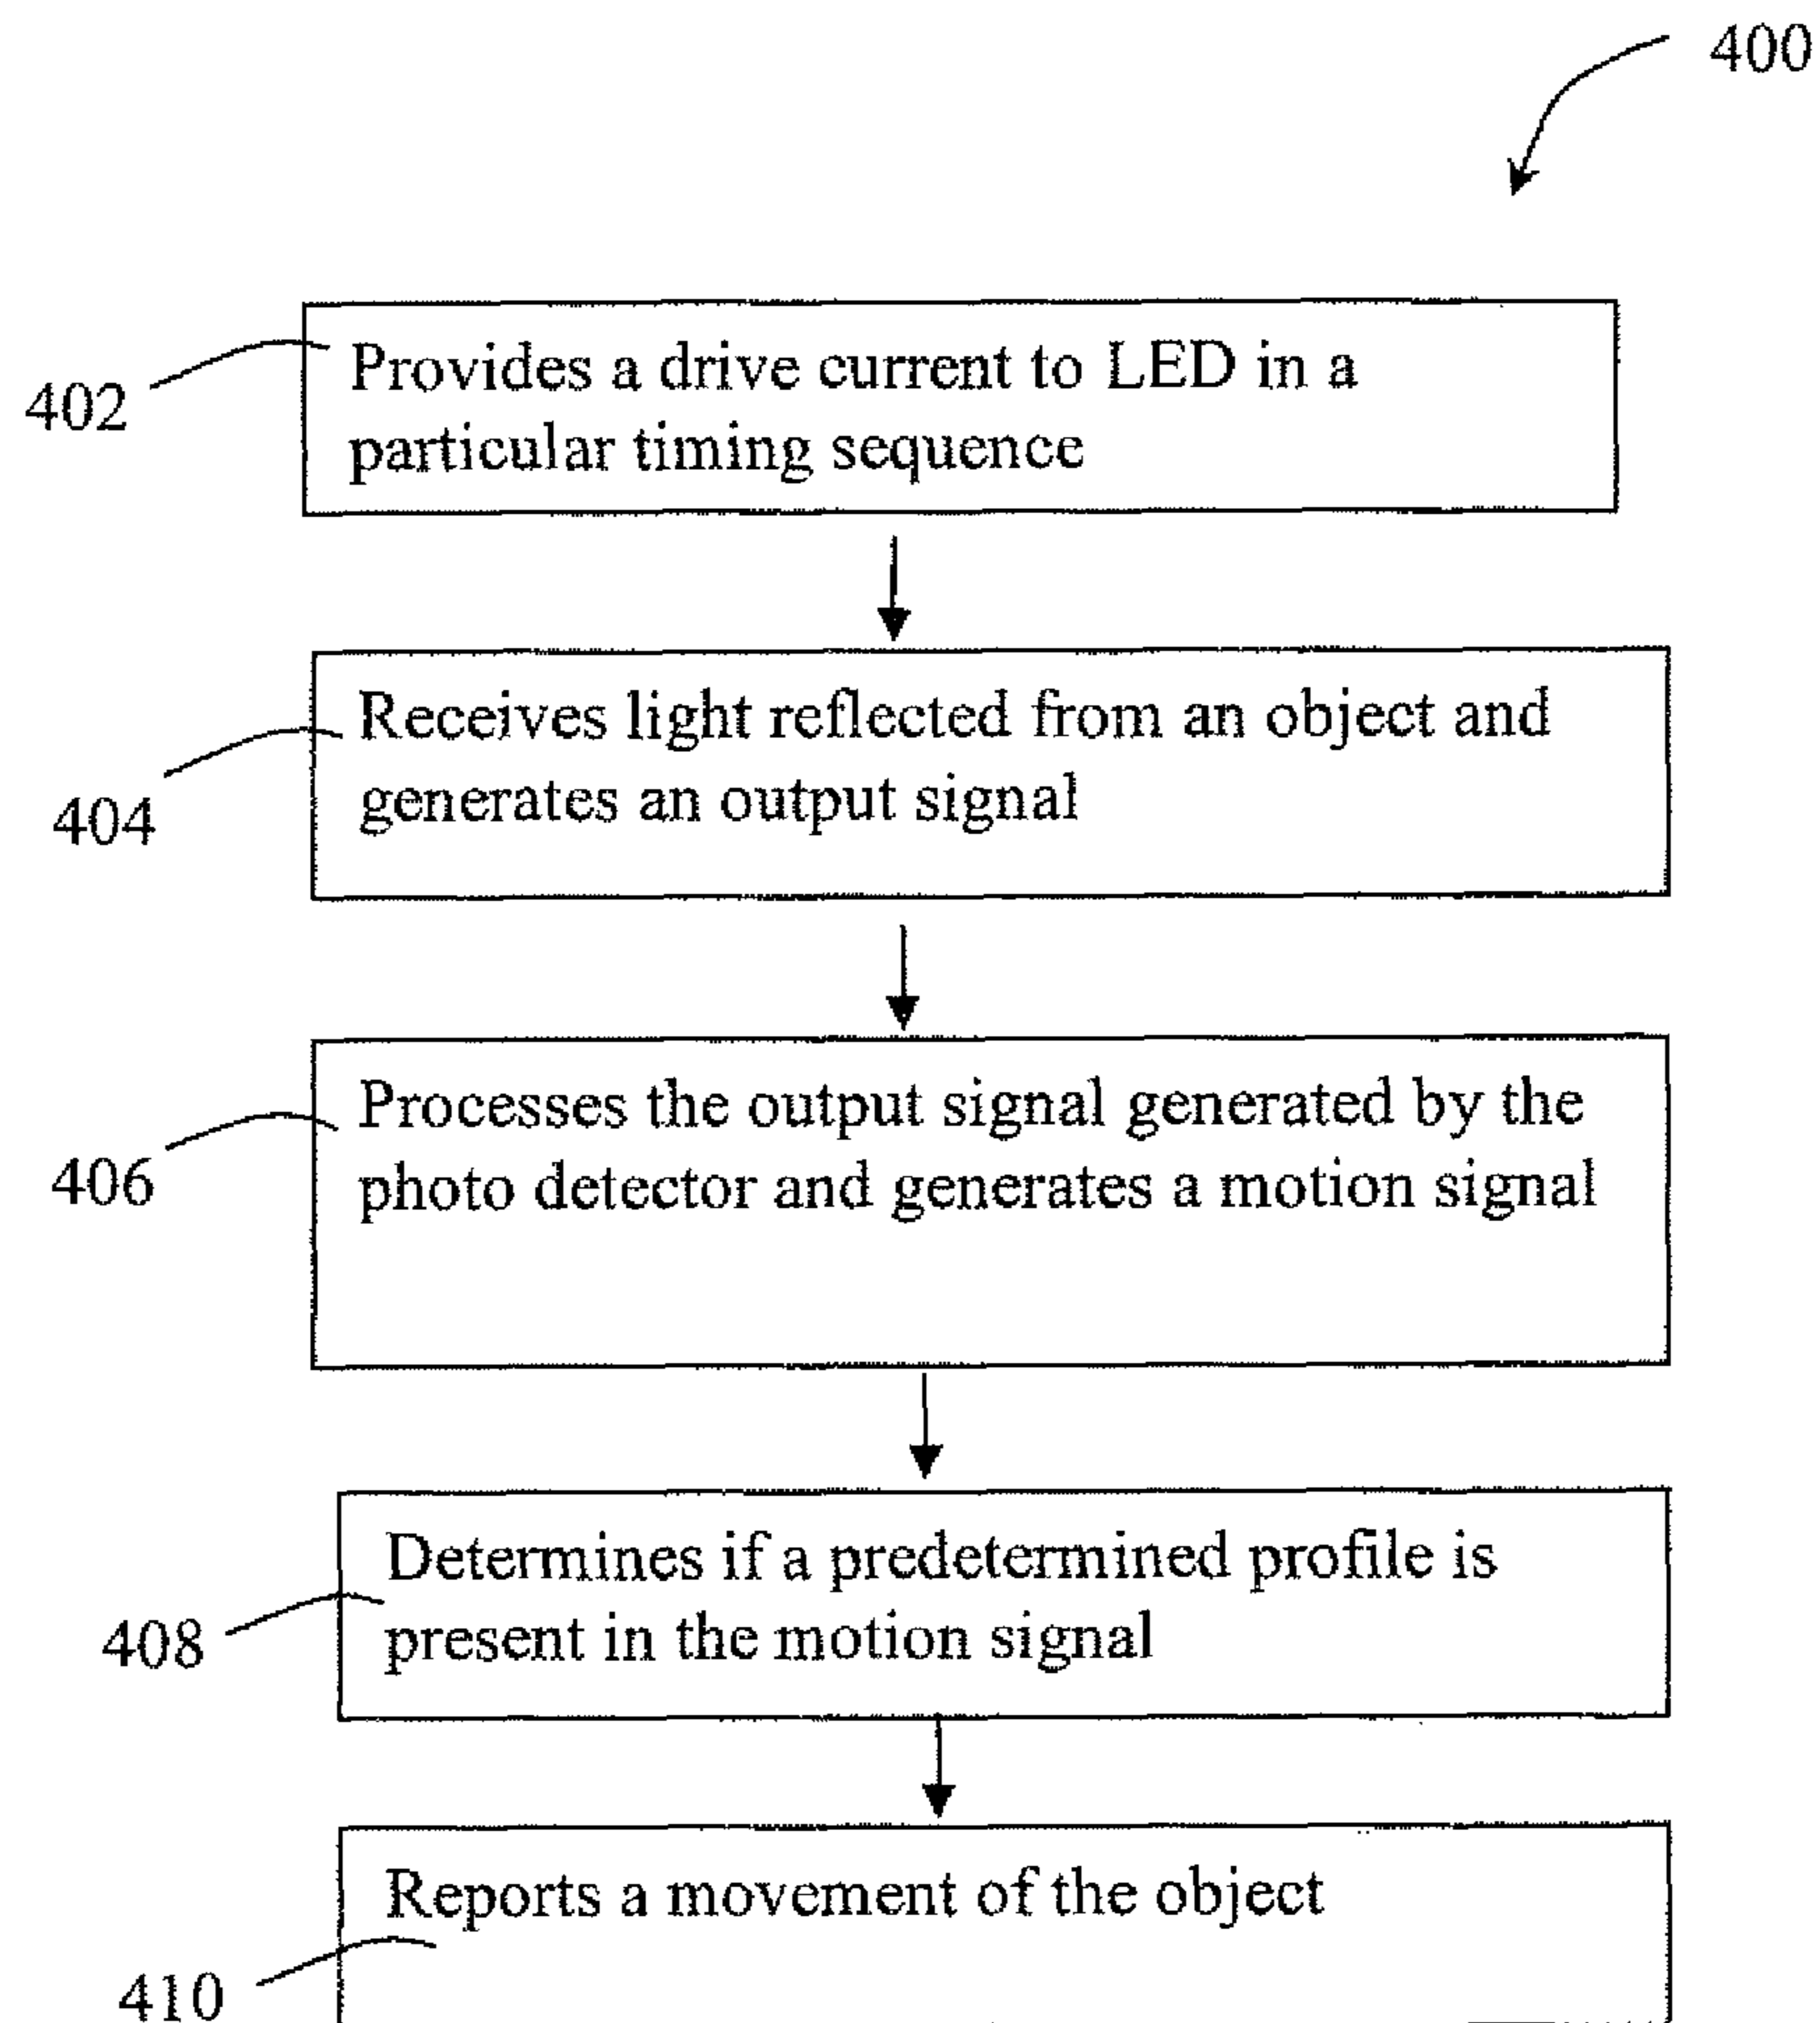 400
402
Provides a drive current to LED in a
particular timing sequence
404
Receives light reflected from an object and
generates an output signal
406
Processes the output signal generated by the
photo detector and generates a motion signal
408
Determines if a predetermined profile is
present in the motion signal
410
Reports a movement of the object